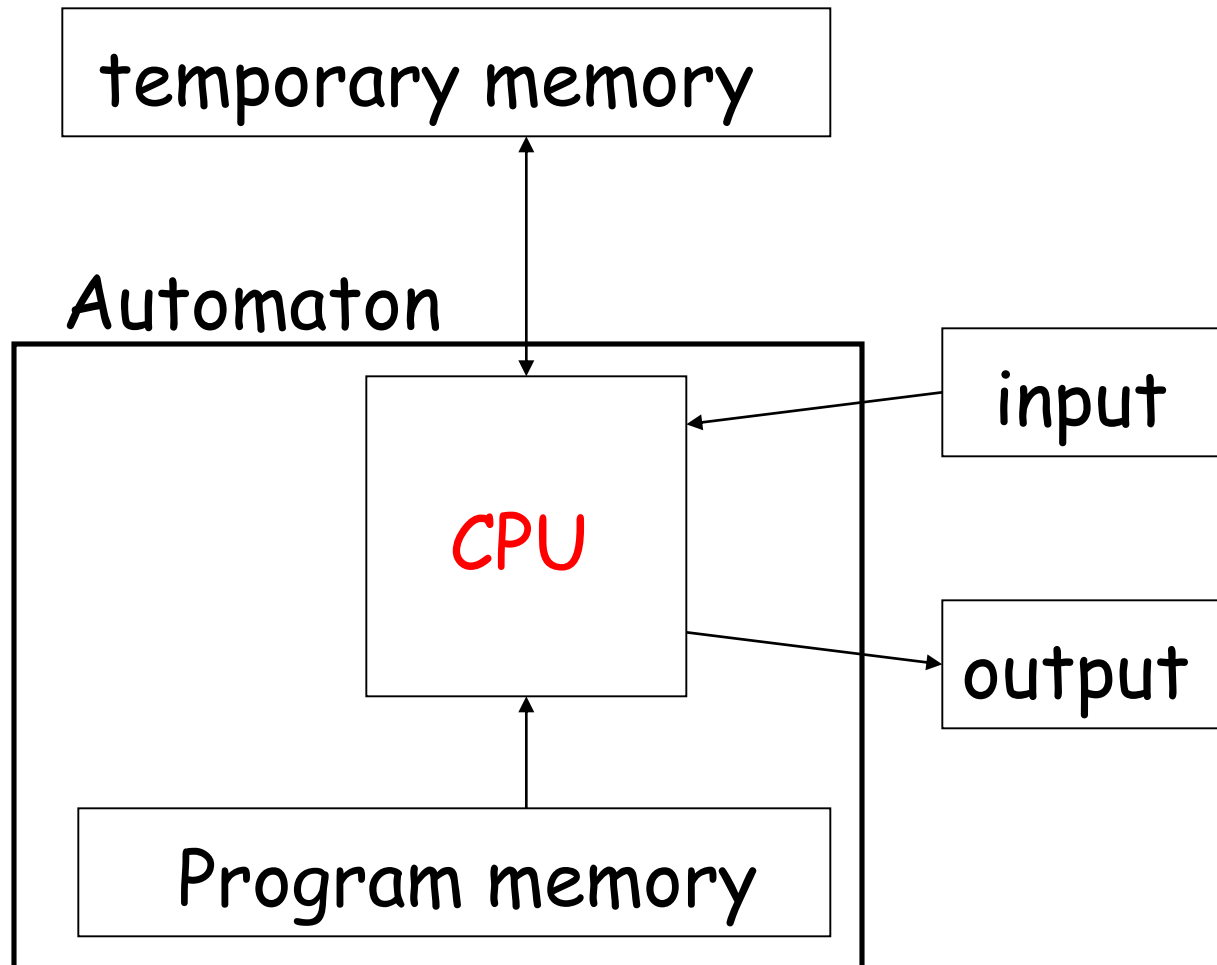 temporary memory
Automaton
input
CPU
output
Program memory